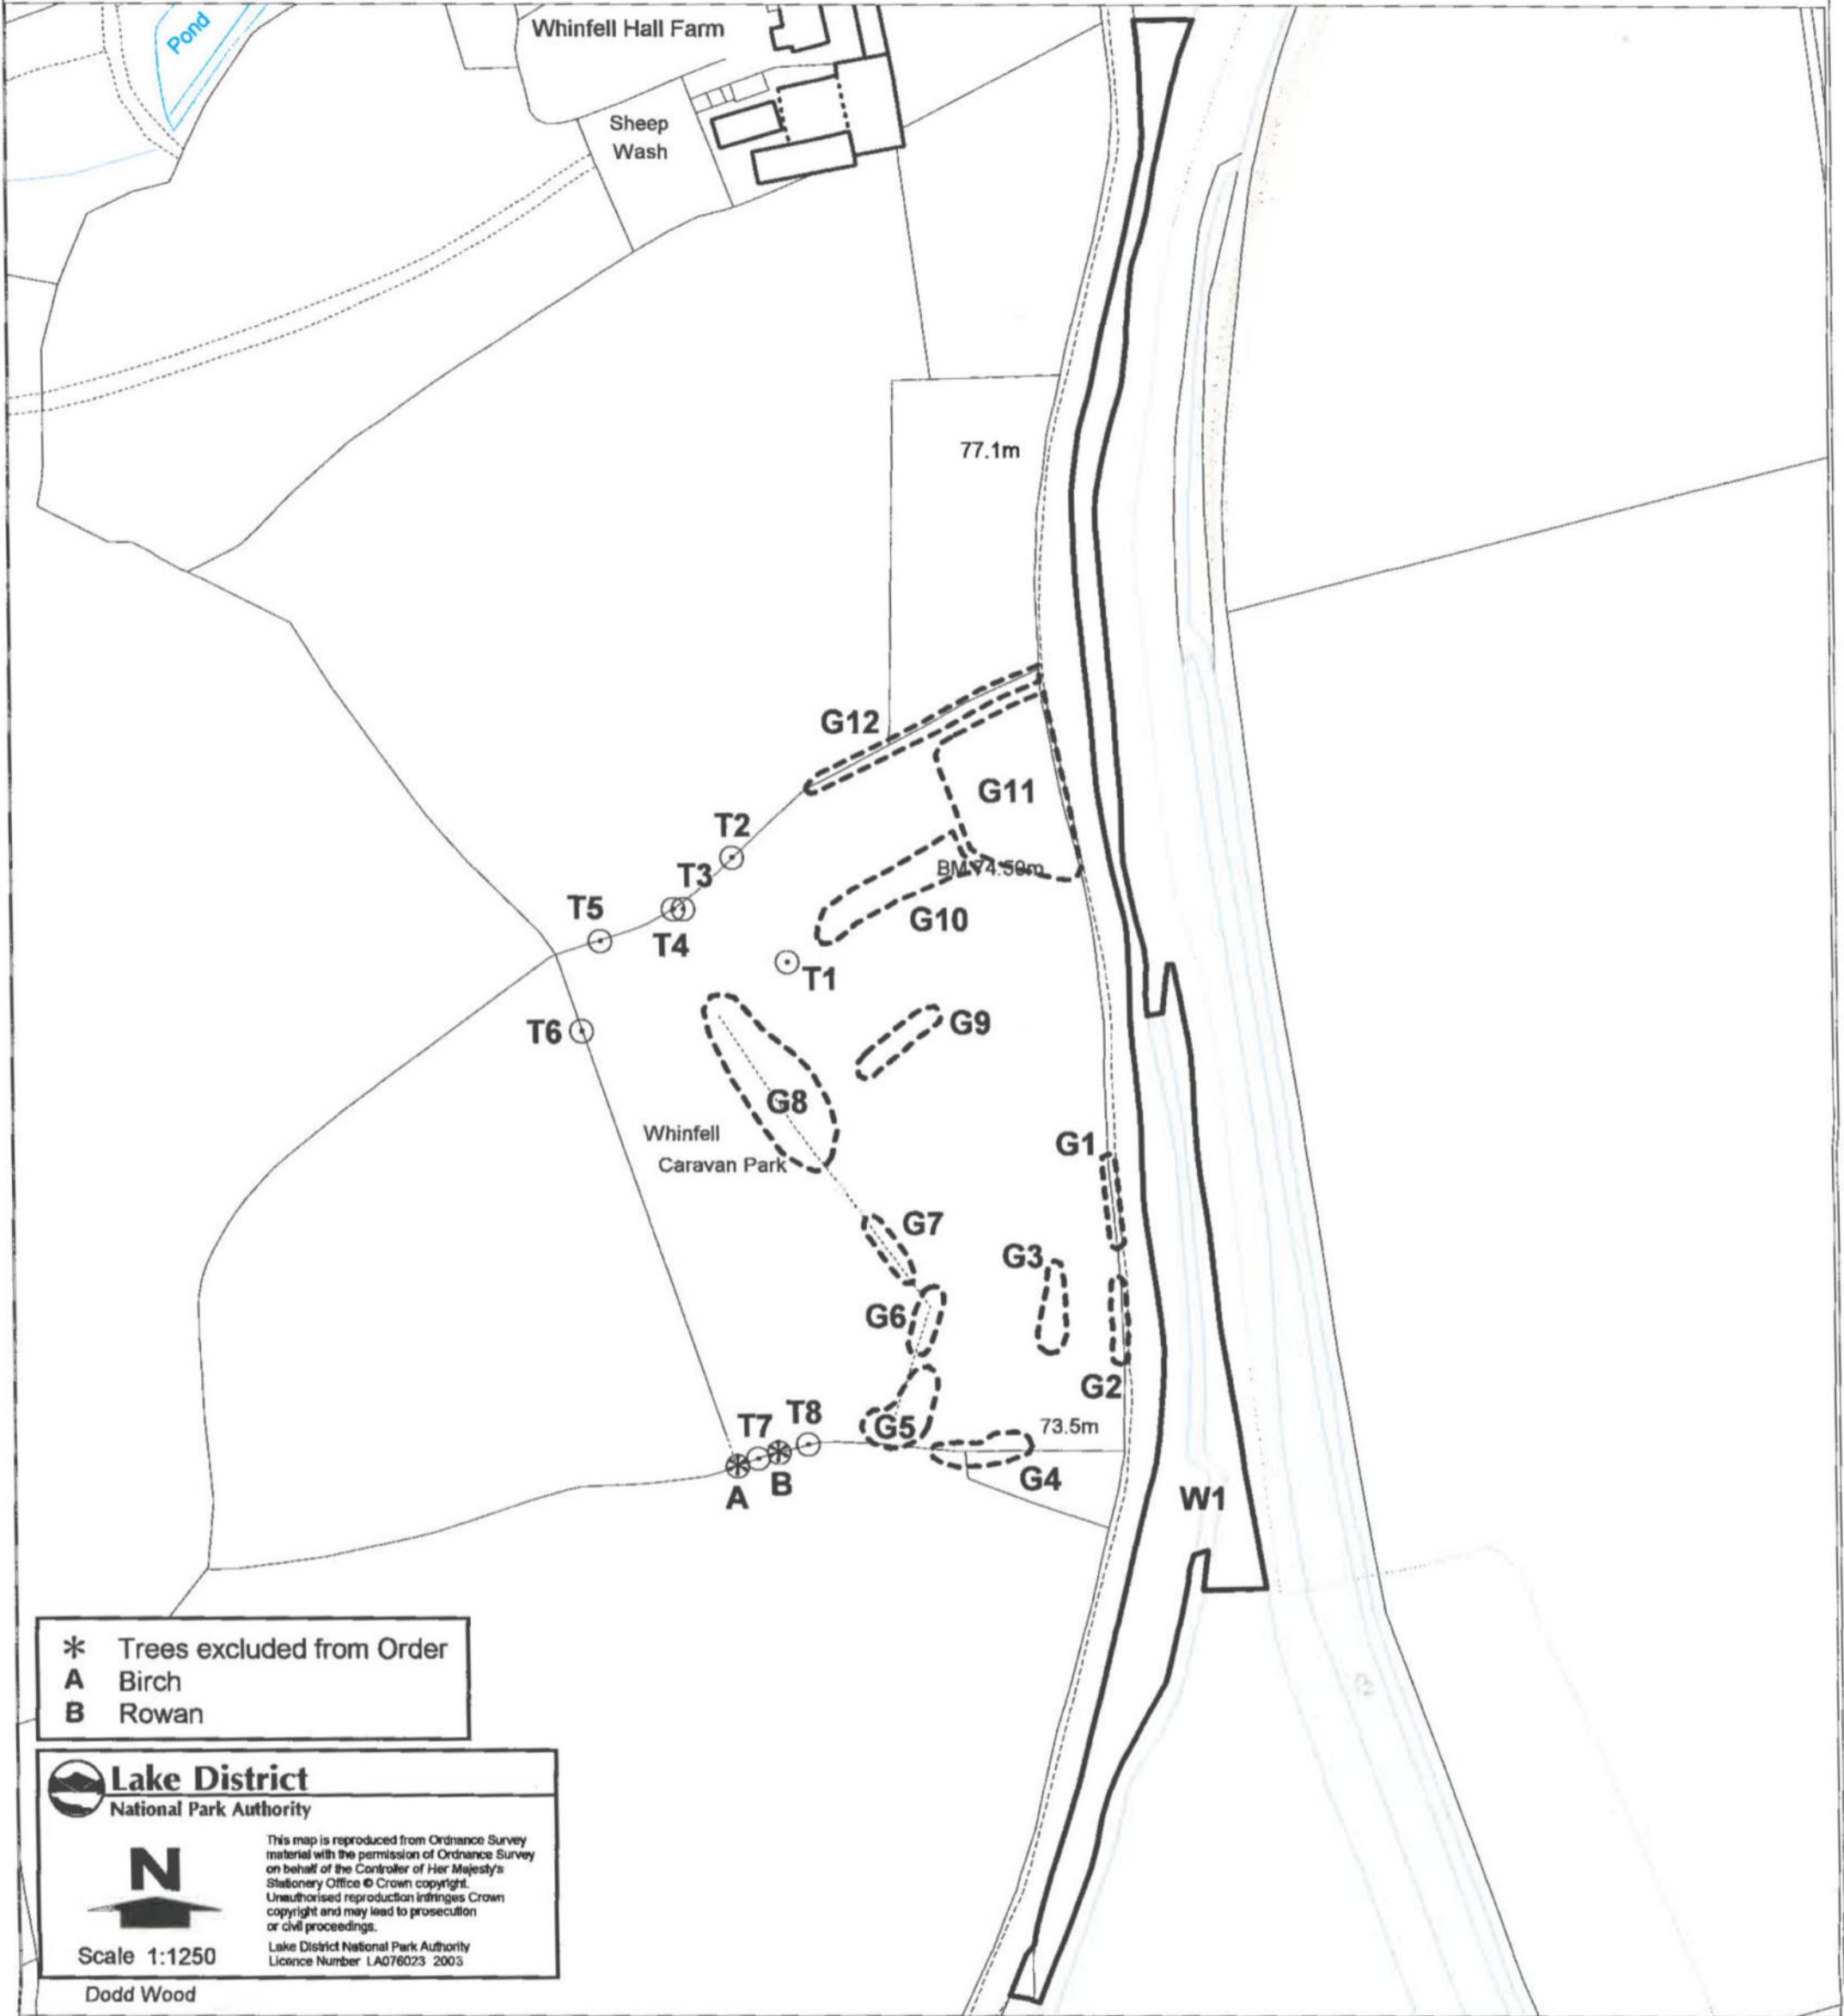 Pond
Whinfell Hall Farm
Sheep
Wash
77.1m
G12
G11
T2
T3
BM 74.50m
T5
T4
G10
T1
T6
G9
G8
Whinfell
Caravan Park
G1
G7
G3
G6
G2
T7
T8
G5
73.5m
G4
A
B
W1
* Trees excluded from Order
A Birch
B Rowan
Lake District
National Park Authority
N
This map is reproduced from Ordnance Survey
material with the permission of Ordnance Survey
on behalf of the Controller of Her Majesty's
Stationery Office © Crown copyright.
Unauthorised reproduction infringes Crown
copyright and may lead to prosecution
or civil proceedings.
Scale 1:1250
Lake District National Park Authority
Licence Number LA076023 2003
Dodd Wood